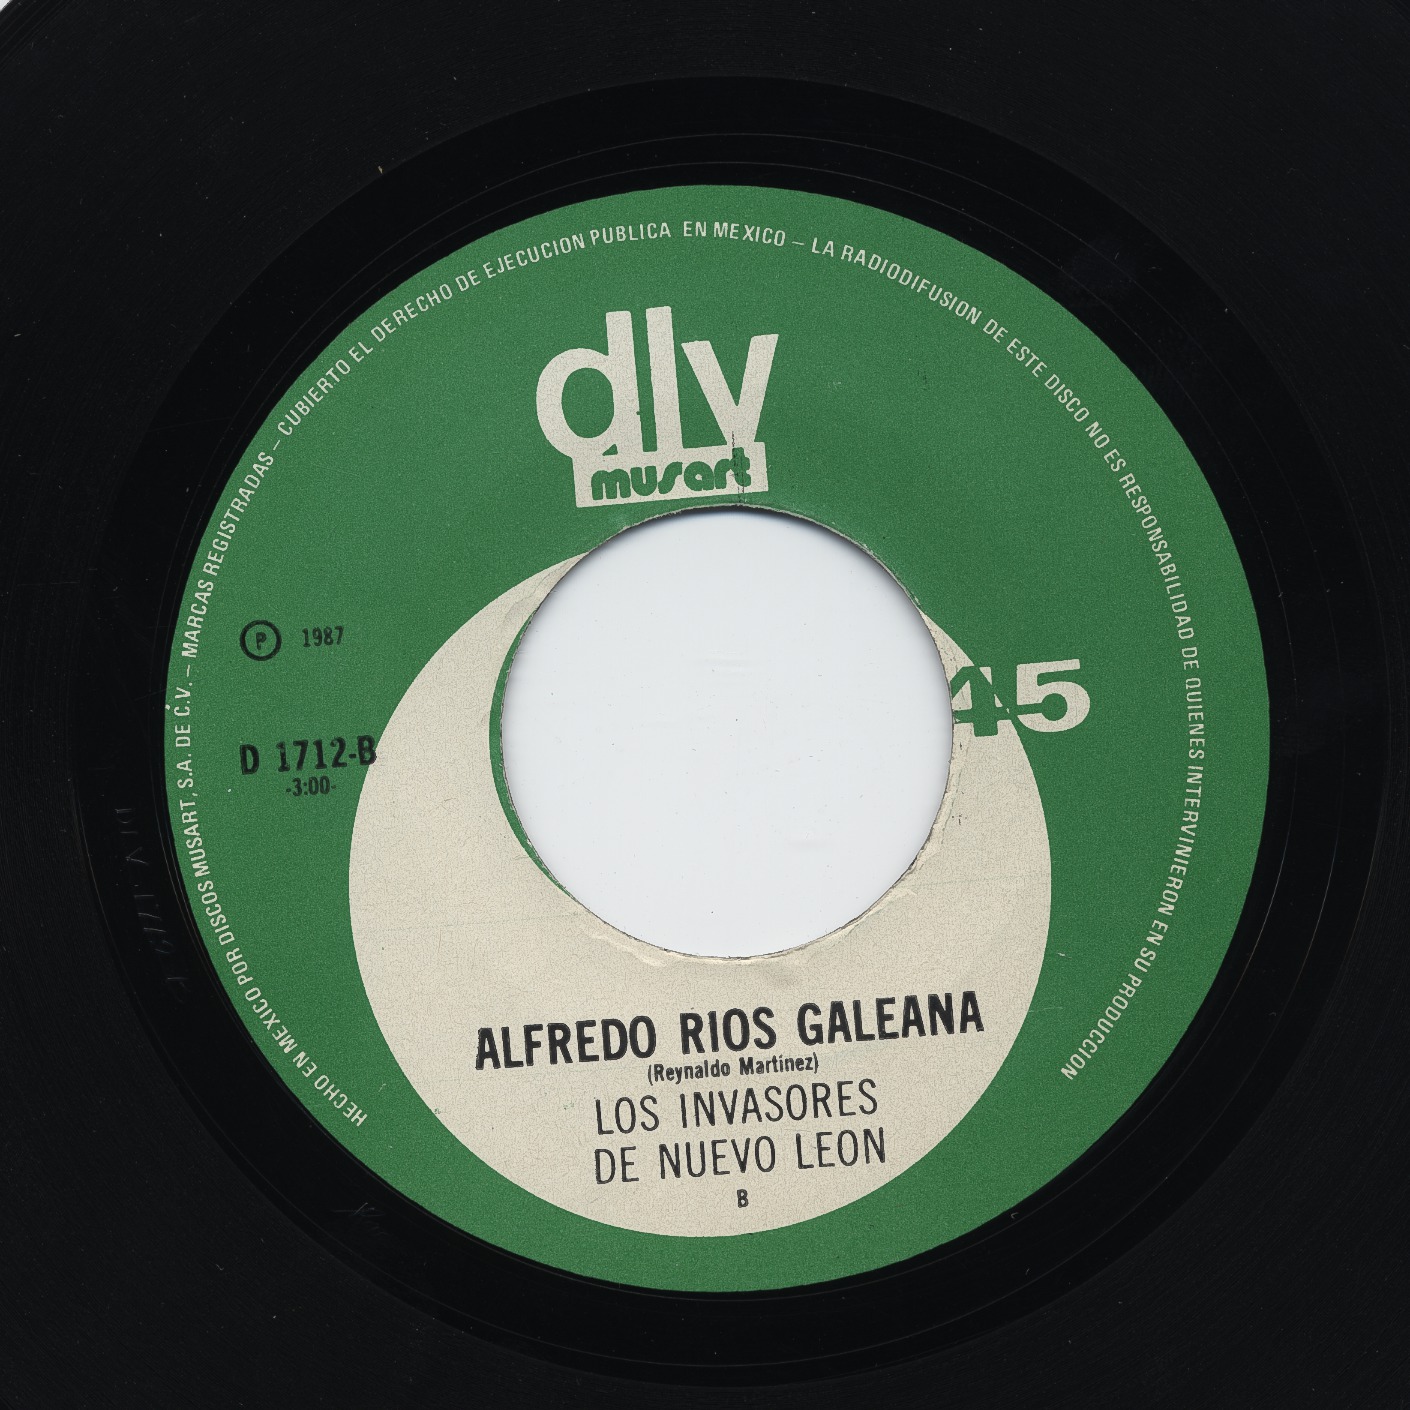 HECHO EN MEXICO POR DISCOS MUSART, S.A. DE C.V. – MARCAS REGISTRADAS – CUBIERTO EL DERECHO DE EJECUCION PUBLICA EN MEXICO – LA RADIODIFUSION DE ESTE DISCO NO ES RESPONSABILIDAD DE QUIENES INTERVINIERON EN SU PRODUCCION
dlv
musart
Ⓟ 1987
45
D 1712-B
-3:00-
ALFREDO RIOS GALEANA
(Reynaldo Martínez)
LOS INVASORES
DE NUEVO LEON
B